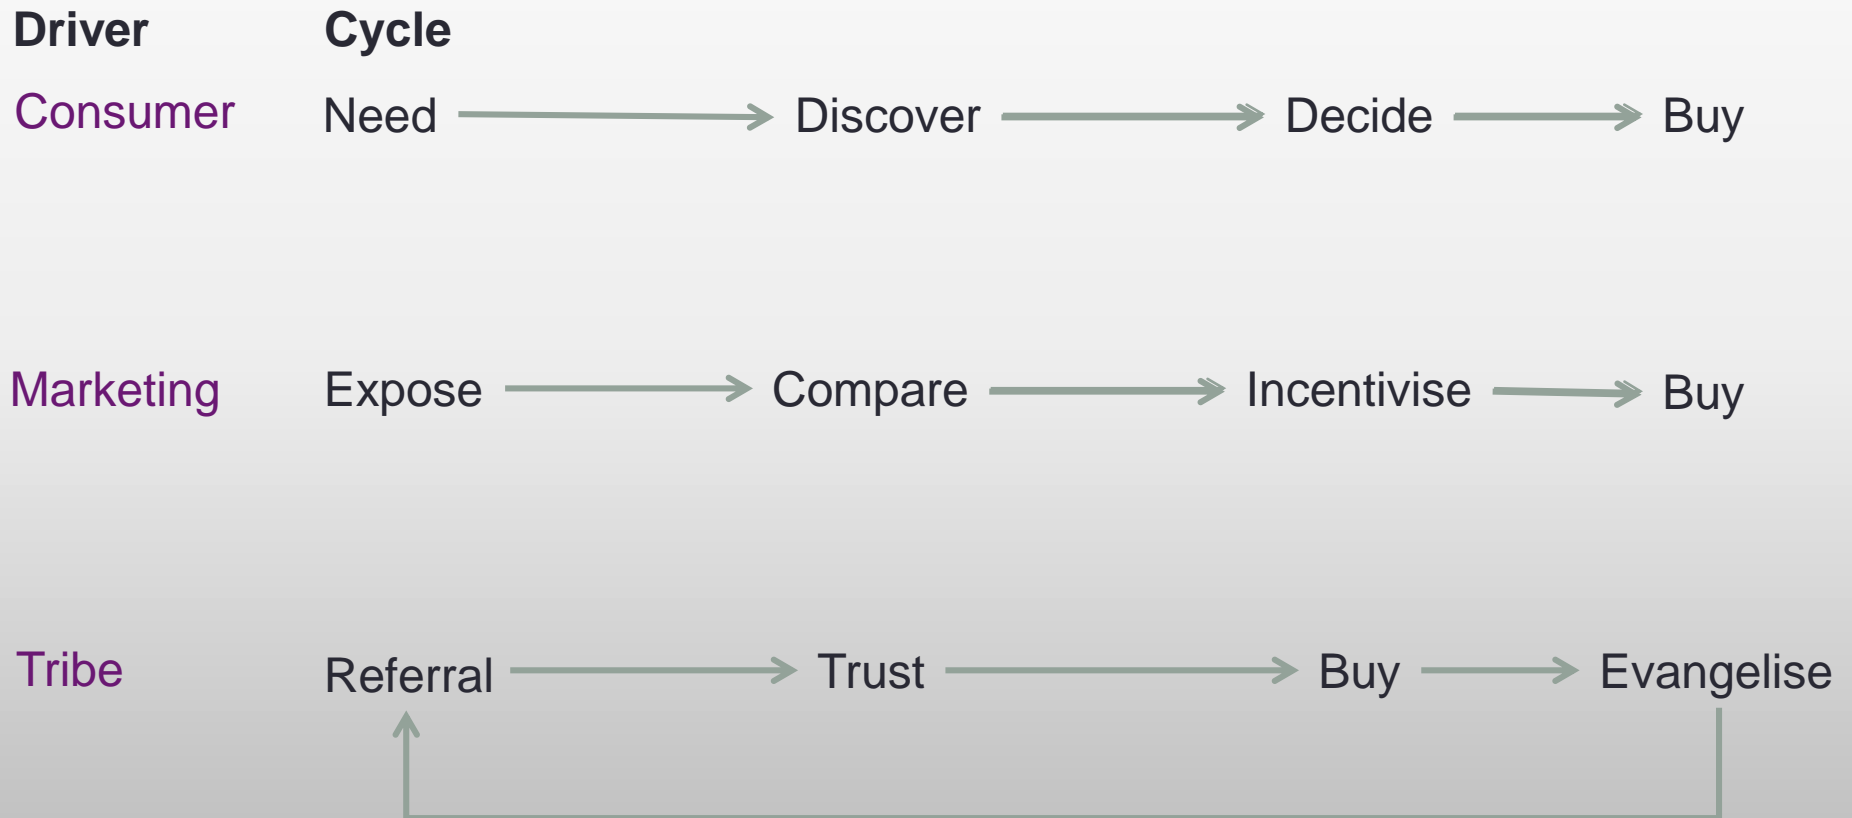 Driver Cycle
Consumer Need Discover Decide Buy
Marketing Expose Compare Incentivise Buy
Tribe Referral Trust Buy Evangelise